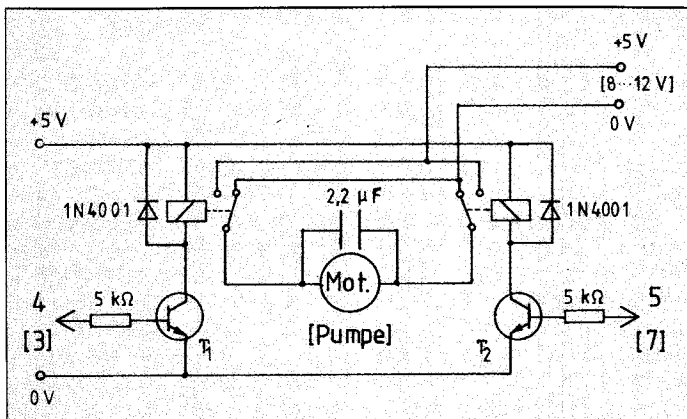 +5 V
[8···12 V]
0 V
+5 V
1N4001
2,2 µF
1N4001
Mot.
[Pumpe]
4
[3]
5 kΩ
T1
T2
5 kΩ
5
[7]
0 V